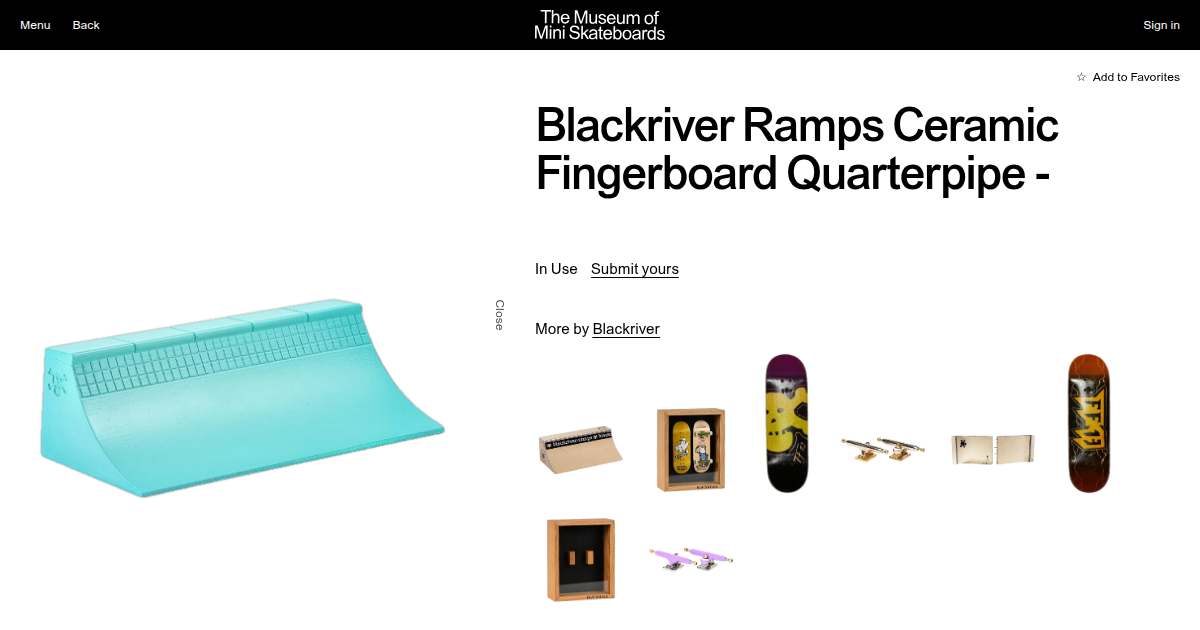 Menu
Back
The Museum of
Mini Skateboards
Sign in
☆ Add to Favorites
Blackriver Ramps Ceramic
Fingerboard Quarterpipe -
In Use
Submit yours
Close
More by Blackriver